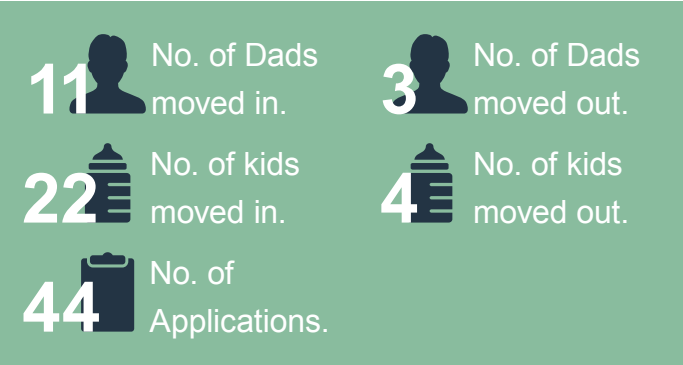 11 No. of Dads
moved in.
3 No. of Dads
moved out.
22 No. of kids
moved in.
4 No. of kids
moved out.
44 No. of
Applications.